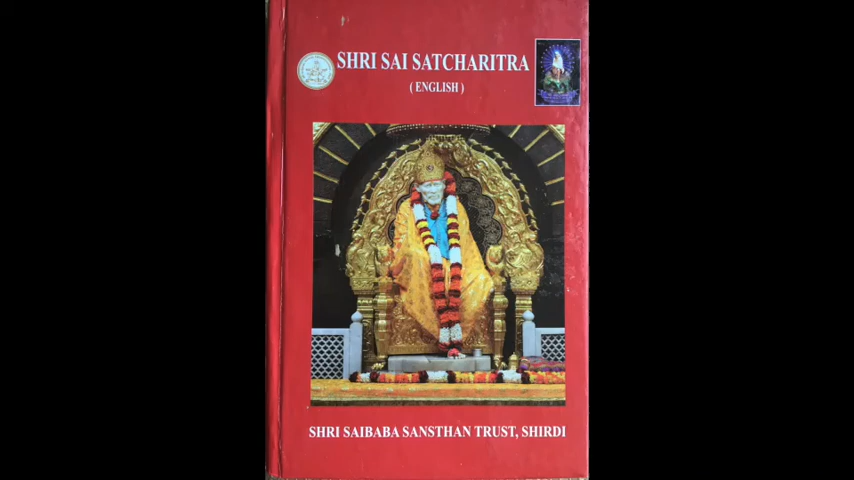 SHRI SAI SATCHARITRA
( ENGLISH )
SHRI SAIBABA SANSTHAN TRUST, SHIRDI